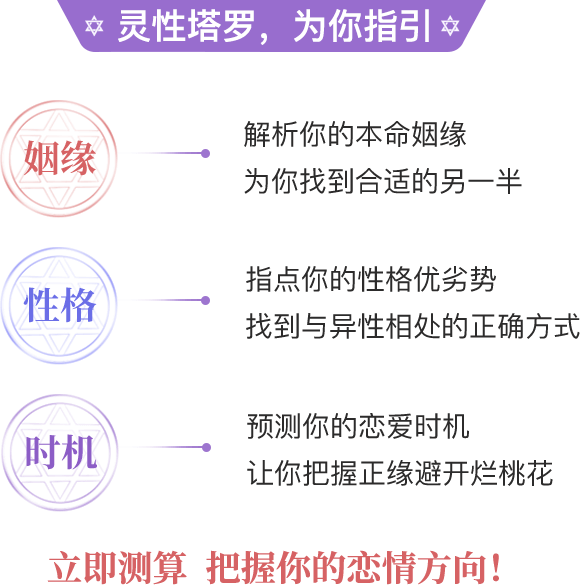 灵性塔罗，为你指引
姻缘
解析你的本命姻缘
为你找到合适的另一半
性格
指点你的性格优劣势
找到与异性相处的正确方式
时机
预测你的恋爱时机
让你把握正缘避开烂桃花
立即测算 把握你的恋情方向！